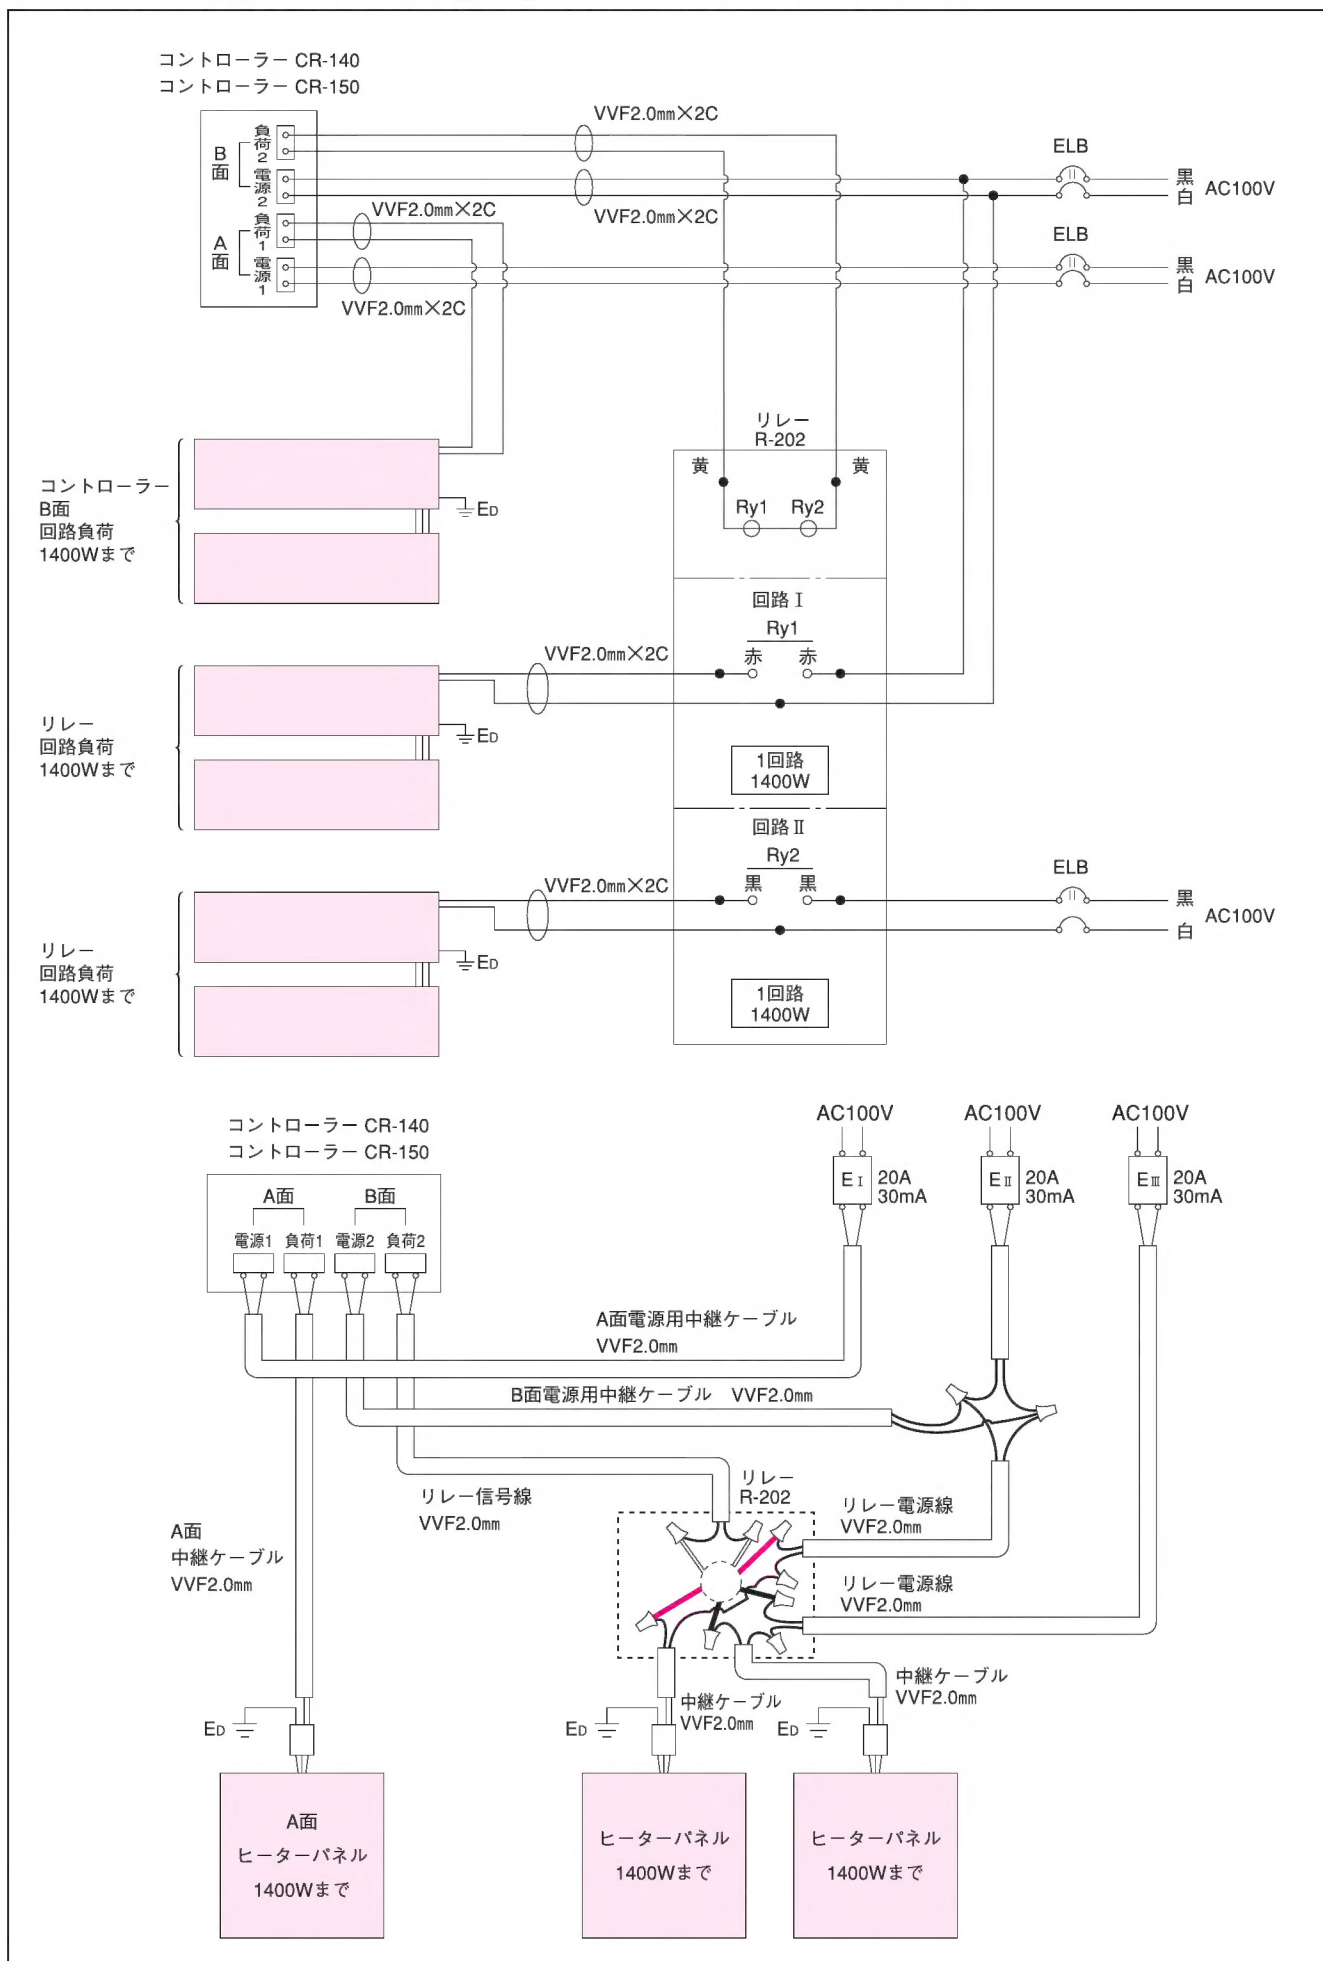 コントローラー CR-140
コントローラー CR-150
B面
負荷2
電源2
A面
負荷1
電源1
VVF2.0㎜×2C
VVF2.0㎜×2C
VVF2.0㎜×2C
VVF2.0㎜×2C
ELB
黒
白
AC100V
ELB
黒
白
AC100V
コントローラー
B面
回路負荷
1400Wまで
ED
リレー
R-202
黄
黄
Ry1
Ry2
回路Ⅰ
Ry1
赤
赤
VVF2.0㎜×2C
リレー
回路負荷
1400Wまで
ED
1回路
1400W
回路Ⅱ
Ry2
黒
黒
VVF2.0㎜×2C
ELB
黒
白
AC100V
リレー
回路負荷
1400Wまで
ED
1回路
1400W
コントローラー CR-140
コントローラー CR-150
A面
B面
電源1
負荷1
電源2
負荷2
AC100V
AC100V
AC100V
EⅠ
20A
30mA
EⅡ
20A
30mA
EⅢ
20A
30mA
A面電源用中継ケーブル
VVF2.0㎜
B面電源用中継ケーブル VVF2.0㎜
リレー信号線
VVF2.0㎜
リレー
R-202
リレー電源線
VVF2.0㎜
リレー電源線
VVF2.0㎜
A面
中継ケーブル
VVF2.0㎜
中継ケーブル
VVF2.0㎜
中継ケーブル
VVF2.0㎜
ED
ED
ED
A面
ヒーターパネル
1400Wまで
ヒーターパネル
1400Wまで
ヒーターパネル
1400Wまで